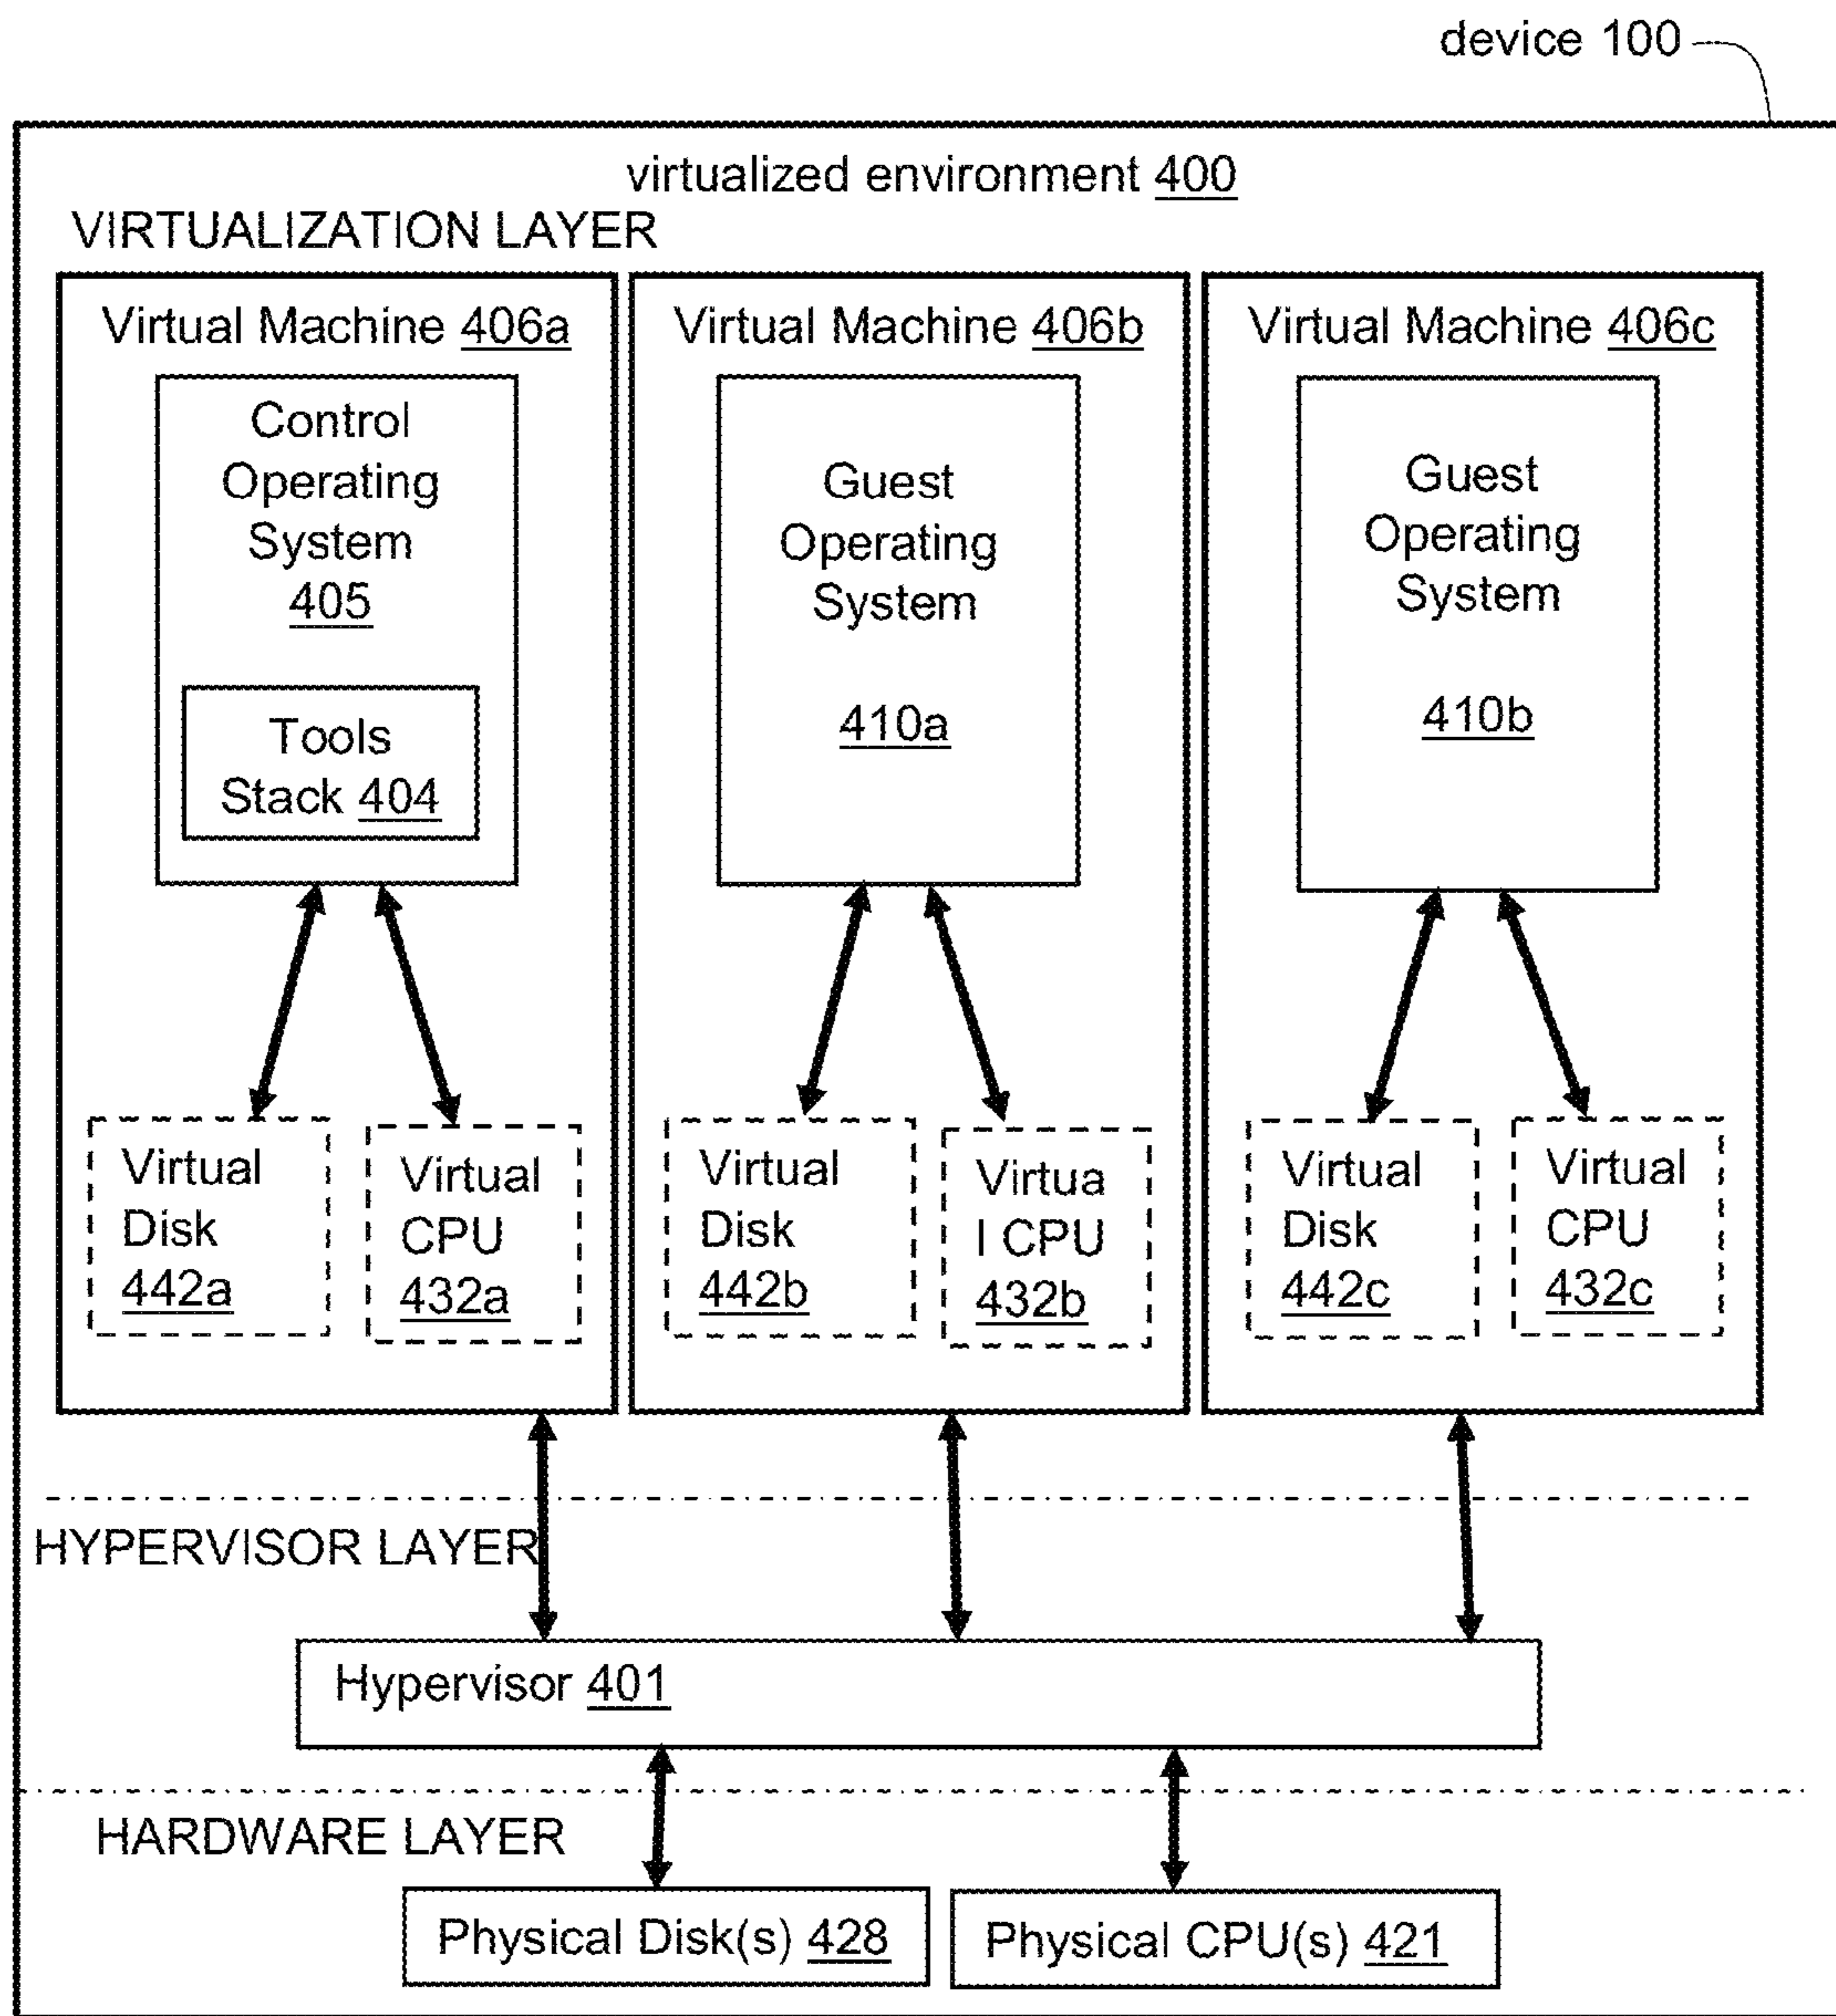 device 100
virtualized environment 400
VIRTUALIZATION LAYER
Virtual Machine 406a
Control
Operating
System
405
Tools
Stack 404
Virtual
Disk
442a
Virtual
CPU
432a
Virtual Machine 406b
Guest
Operating
System
410a
Virtual
Disk
442b
Virtua
l CPU
432b
Virtual Machine 406c
Guest
Operating
System
410b
Virtual
Disk
442c
Virtual
CPU
432c
HYPERVISOR LAYER
Hypervisor 401
HARDWARE LAYER
Physical Disk(s) 428
Physical CPU(s) 421